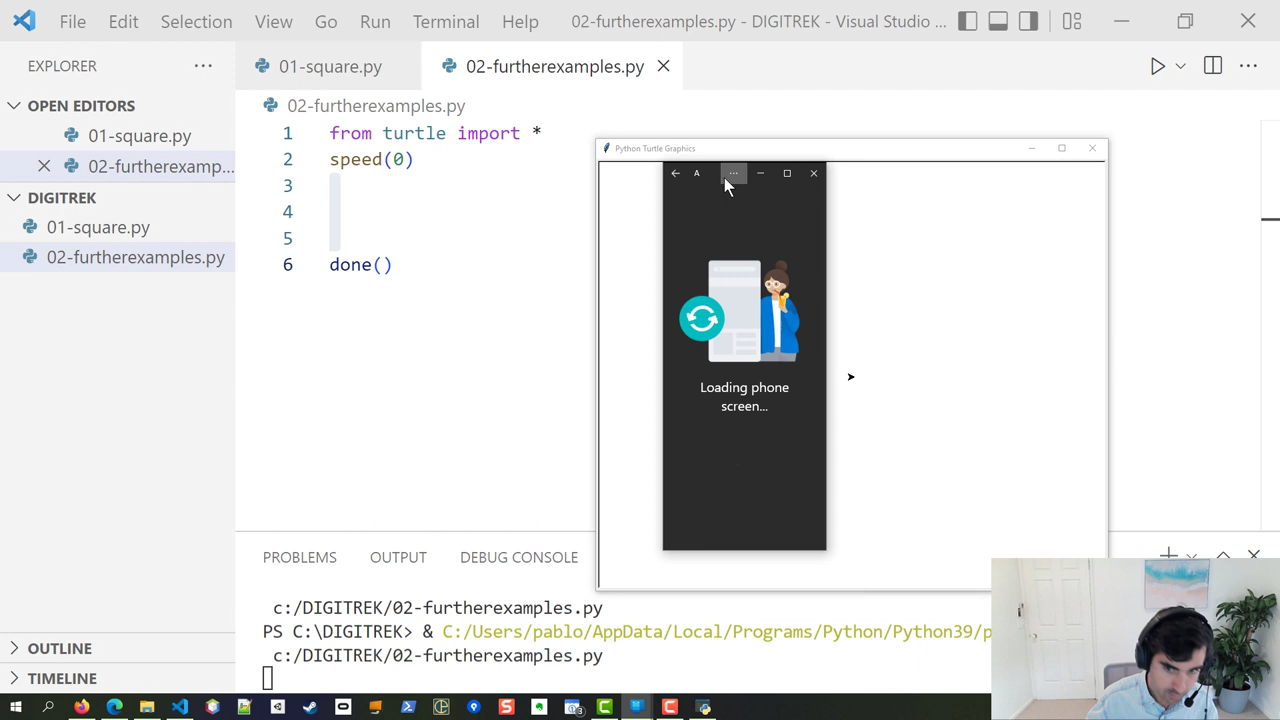 File Edit Selection View Go Run Terminal Help 02-furtherexamples.py - DIGITREK - Visual Studio ...
EXPLORER
01-square.py
02-furtherexamples.py
OPEN EDITORS
01-square.py
02-furtherexamp...
DIGITREK
01-square.py
02-furtherexamples.py
OUTLINE
TIMELINE
02-furtherexamples.py
1 from turtle import *
2 speed(0)
3
4
5
6 done()
Python Turtle Graphics
A
Loading phone
screen...
PROBLEMS OUTPUT DEBUG CONSOLE
c:/DIGITREK/02-furtherexamples.py
PS C:\DIGITREK> & C:/Users/pablo/AppData/Local/Programs/Python/Python39/p
c:/DIGITREK/02-furtherexamples.py